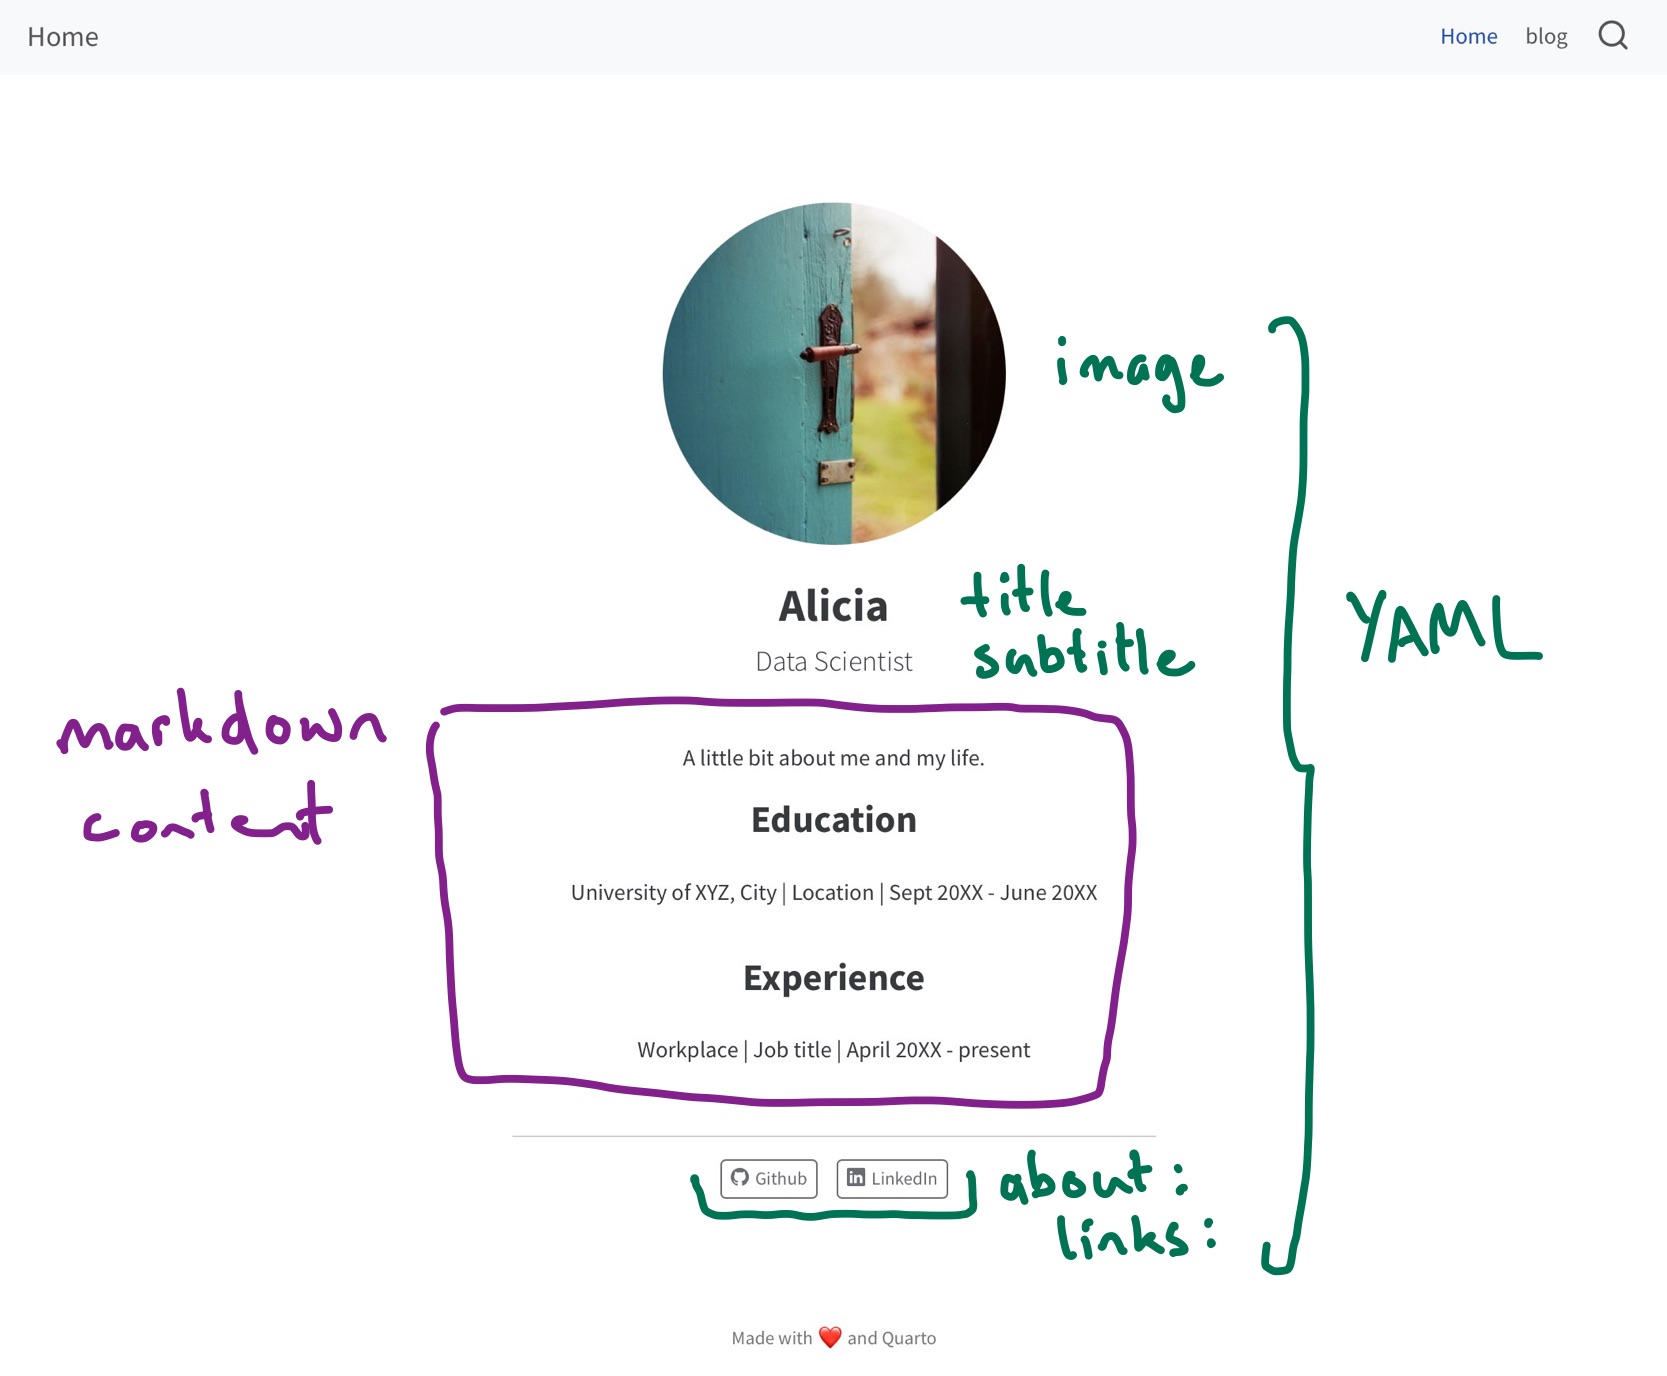 Home Home blog
image
Alicia title
Data Scientist subtitle
YAML
markdown
content
A little bit about me and my life.
Education
University of XYZ, City | Location | Sept 20XX - June 20XX
Experience
Workplace | Job title | April 20XX - present
Github LinkedIn about:
links:
Made with ❤️ and Quarto